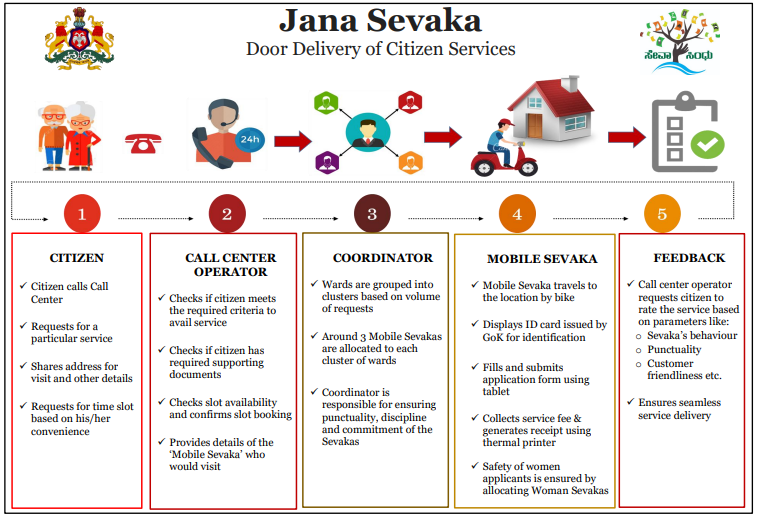 Jana Sevaka
Door Delivery of Citizen Services
ಸೇವಾ ಸಿಂಧು
24h
1
2
3
4
5
CITIZEN
✓ Citizen calls Call
Center
✓ Requests for a
particular service
✓ Shares address for
visit and other details
✓ Requests for time slot
based on his/her
convenience
CALL CENTER
OPERATOR
✓ Checks if citizen meets
the required criteria to
avail service
✓ Checks if citizen has
required supporting
documents
✓ Checks slot availability
and confirms slot booking
✓ Provides details of the
‘Mobile Sevaka’ who
would visit
COORDINATOR
✓ Wards are grouped into
clusters based on volume
of requests
✓ Around 3 Mobile Sevakas
are allocated to each
cluster of wards
✓ Coordinator is
responsible for ensuring
punctuality, discipline
and commitment of the
Sevakas
MOBILE SEVAKA
✓ Mobile Sevaka travels to
the location by bike
✓ Displays ID card issued by
GoK for identification
✓ Fills and submits
application form using
tablet
✓ Collects service fee &
generates receipt using
thermal printer
✓ Safety of women
applicants is ensured by
allocating Woman Sevakas
FEEDBACK
✓ Call center operator
requests citizen to
rate the service based
on parameters like:
o Sevaka’s behaviour
o Punctuality
o Customer
friendliness etc.
✓ Ensures seamless
service delivery